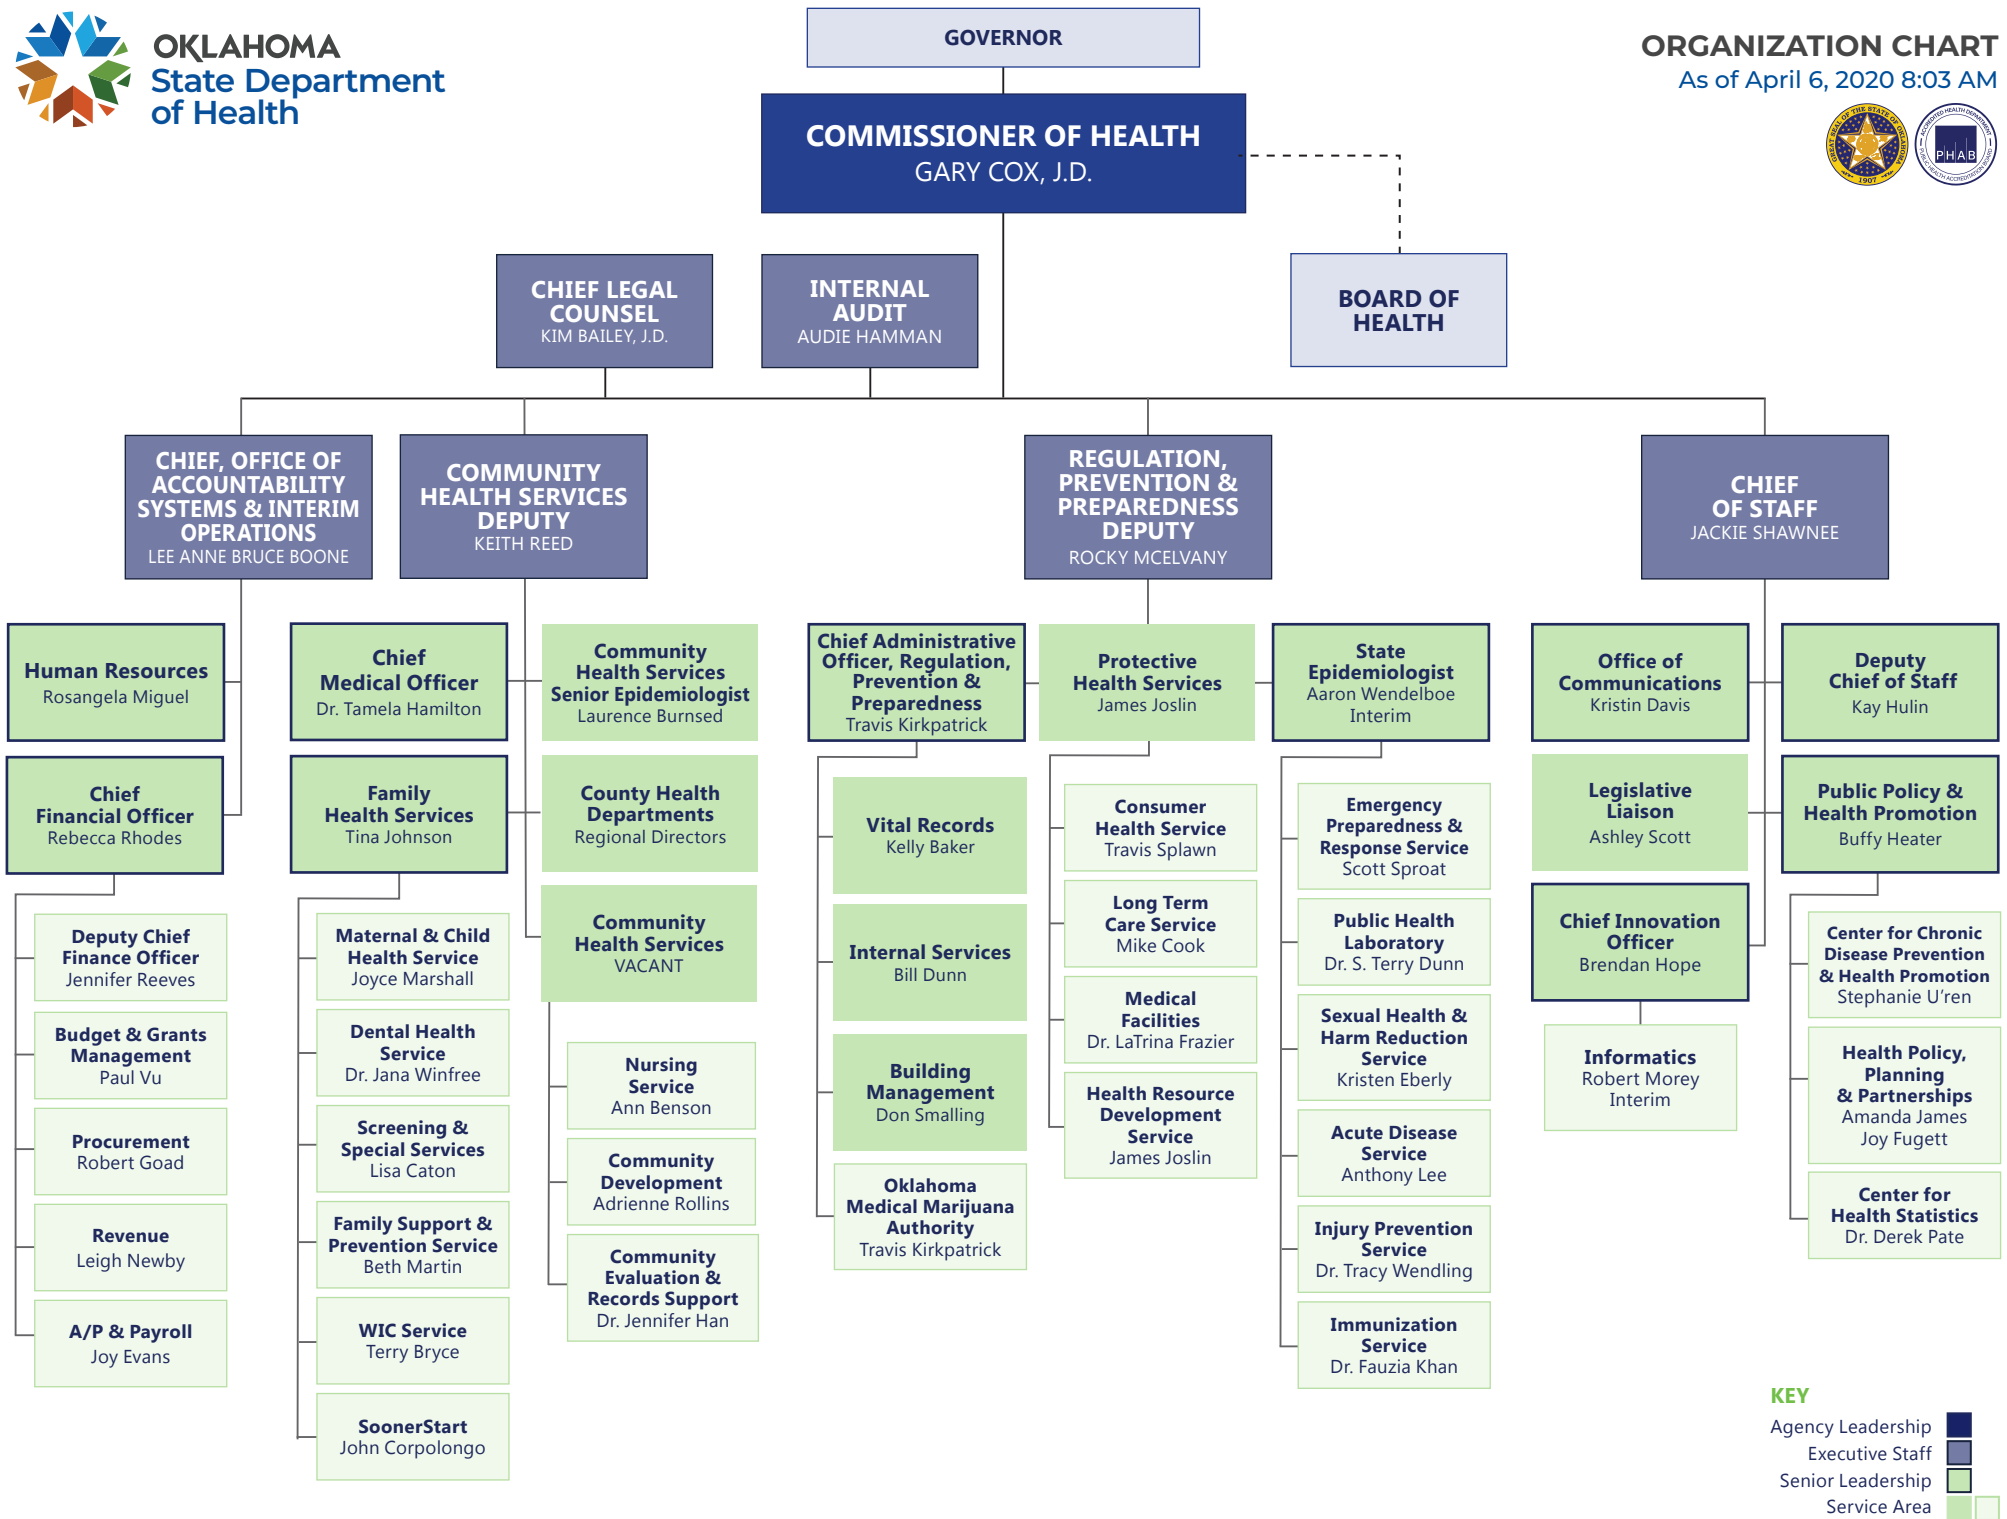 OKLAHOMA
State Department
of Health
ORGANIZATION CHART
As of April 6, 2020 8:03 AM
GREAT SEAL OF THE STATE OF OKLAHOMA
1907
ACCREDITED HEALTH DEPARTMENT
PHAB
PUBLIC HEALTH ACCREDITATION BOARD
GOVERNOR
COMMISSIONER OF HEALTH
GARY COX, J.D.
CHIEF LEGAL
COUNSEL
KIM BAILEY, J.D.
INTERNAL
AUDIT
AUDIE HAMMAN
BOARD OF
HEALTH
CHIEF, OFFICE OF
ACCOUNTABILITY
SYSTEMS & INTERIM
OPERATIONS
LEE ANNE BRUCE BOONE
COMMUNITY
HEALTH SERVICES
DEPUTY
KEITH REED
REGULATION,
PREVENTION &
PREPAREDNESS
DEPUTY
ROCKY MCELVANY
CHIEF
OF STAFF
JACKIE SHAWNEE
Human Resources
Rosangela Miguel
Chief
Financial Officer
Rebecca Rhodes
Deputy Chief
Finance Officer
Jennifer Reeves
Budget & Grants
Management
Paul Vu
Procurement
Robert Goad
Revenue
Leigh Newby
A/P & Payroll
Joy Evans
Chief
Medical Officer
Dr. Tamela Hamilton
Family
Health Services
Tina Johnson
Maternal & Child
Health Service
Joyce Marshall
Dental Health
Service
Dr. Jana Winfree
Screening &
Special Services
Lisa Caton
Family Support &
Prevention Service
Beth Martin
WIC Service
Terry Bryce
SoonerStart
John Corpolongo
Community
Health Services
Senior Epidemiologist
Laurence Burnsed
County Health
Departments
Regional Directors
Community
Health Services
VACANT
Nursing
Service
Ann Benson
Community
Development
Adrienne Rollins
Community
Evaluation &
Records Support
Dr. Jennifer Han
Chief Administrative
Officer, Regulation,
Prevention &
Preparedness
Travis Kirkpatrick
Vital Records
Kelly Baker
Internal Services
Bill Dunn
Building
Management
Don Smalling
Oklahoma
Medical Marijuana
Authority
Travis Kirkpatrick
Protective
Health Services
James Joslin
Consumer
Health Service
Travis Splawn
Long Term
Care Service
Mike Cook
Medical
Facilities
Dr. LaTrina Frazier
Health Resource
Development
Service
James Joslin
State
Epidemiologist
Aaron Wendelboe
Interim
Emergency
Preparedness &
Response Service
Scott Sproat
Public Health
Laboratory
Dr. S. Terry Dunn
Sexual Health &
Harm Reduction
Service
Kristen Eberly
Acute Disease
Service
Anthony Lee
Injury Prevention
Service
Dr. Tracy Wendling
Immunization
Service
Dr. Fauzia Khan
Office of
Communications
Kristin Davis
Legislative
Liaison
Ashley Scott
Chief Innovation
Officer
Brendan Hope
Informatics
Robert Morey
Interim
Deputy
Chief of Staff
Kay Hulin
Public Policy &
Health Promotion
Buffy Heater
Center for Chronic
Disease Prevention
& Health Promotion
Stephanie U’ren
Health Policy,
Planning
& Partnerships
Amanda James
Joy Fugett
Center for
Health Statistics
Dr. Derek Pate
KEY
Agency Leadership
Executive Staff
Senior Leadership
Service Area